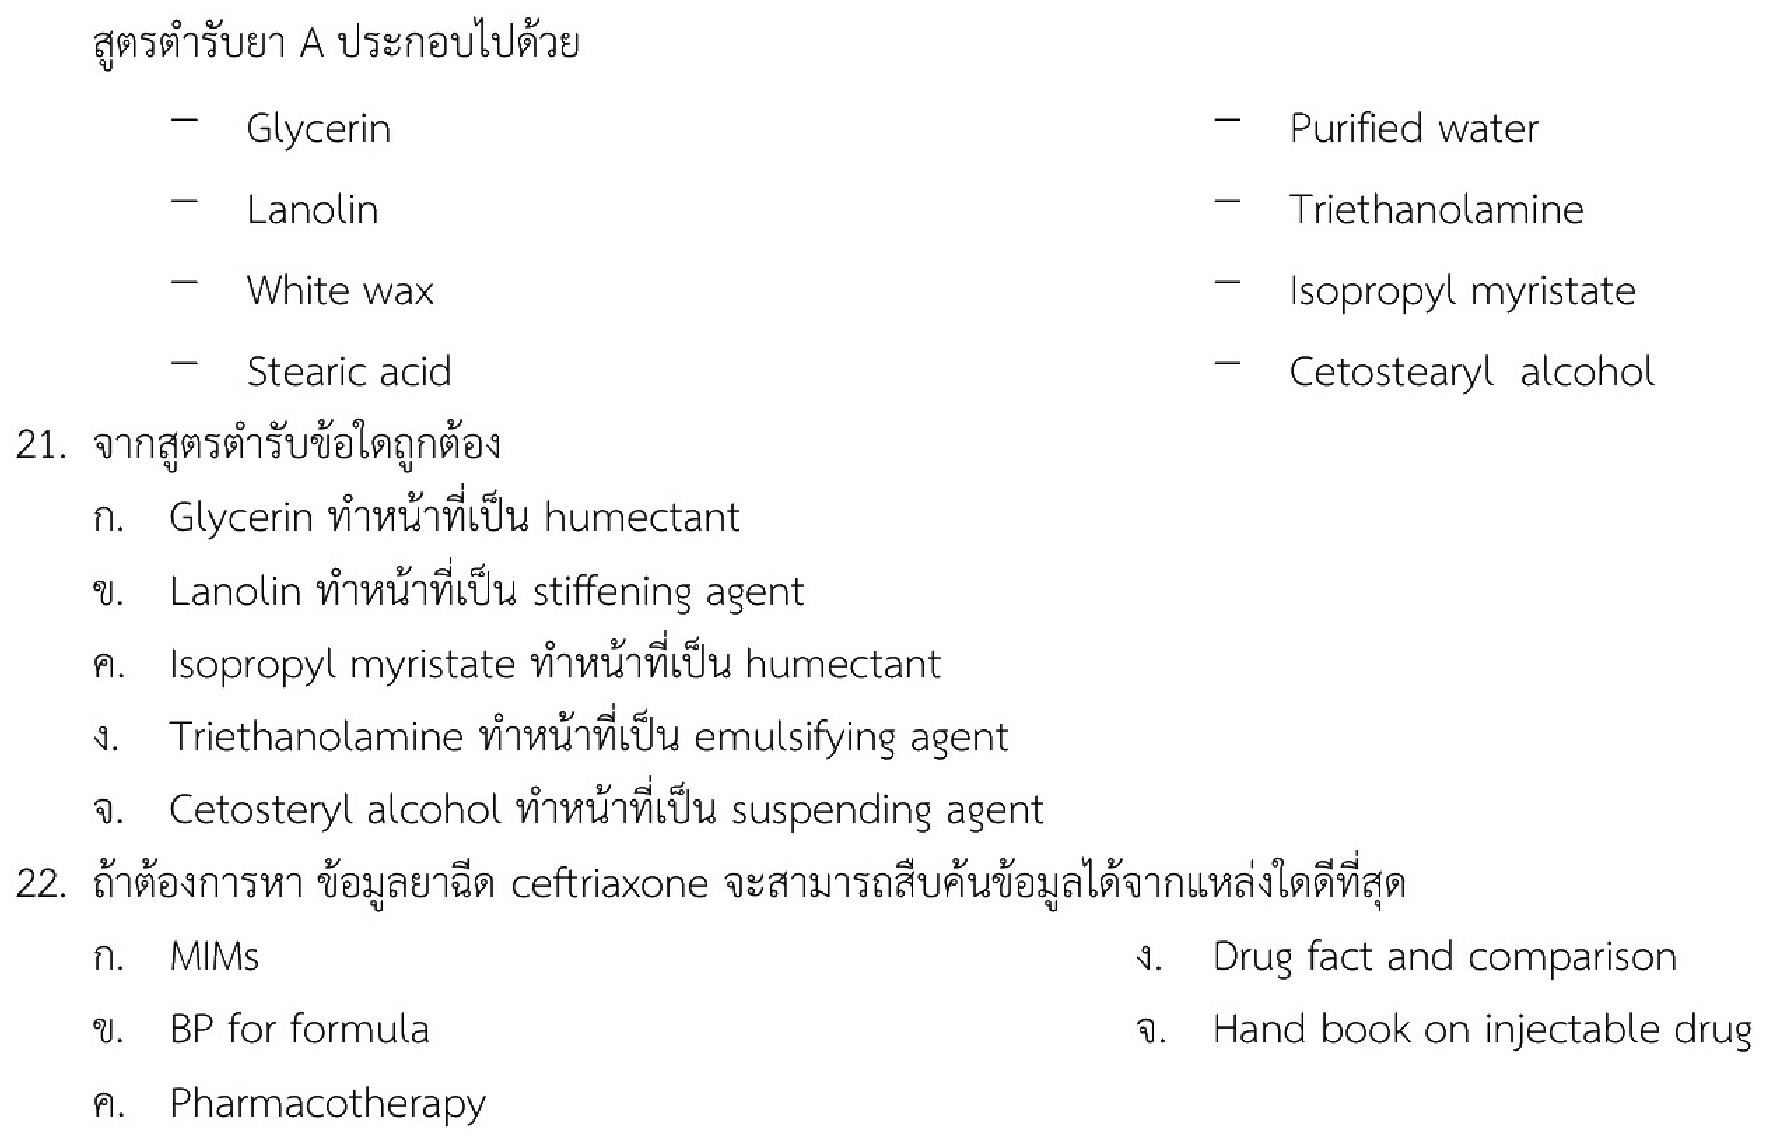 สูตรตำรับยา A ประกอบไปด้วย
– Glycerin – Purified water
– Lanolin – Triethanolamine
– White wax – Isopropyl myristate
– Stearic acid – Cetostearyl alcohol
21. จากสูตรตำรับข้อใดถูกต้อง
ก. Glycerin ทำหน้าที่เป็น humectant
ข. Lanolin ทำหน้าที่เป็น stiffening agent
ค. Isopropyl myristate ทำหน้าที่เป็น humectant
ง. Triethanolamine ทำหน้าที่เป็น emulsifying agent
จ. Cetosteryl alcohol ทำหน้าที่เป็น suspending agent
22. ถ้าต้องการหา ข้อมูลยาฉีด ceftriaxone จะสามารถสืบค้นข้อมูลได้จากแหล่งใดดีที่สุด
ก. MIMs ง. Drug fact and comparison
ข. BP for formula จ. Hand book on injectable drug
ค. Pharmacotherapy